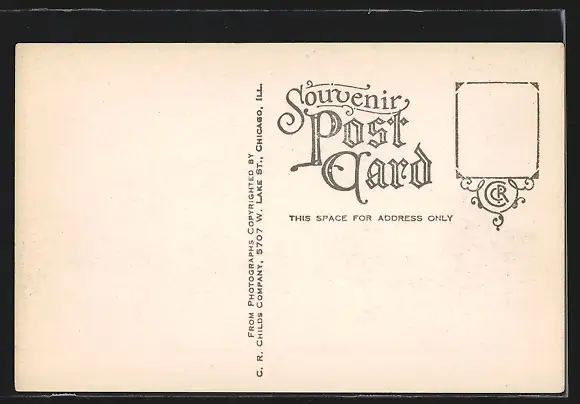 FROM PHOTOGRAPHS COPYRIGHTED BY
C. R. CHILDS COMPANY, 5707 W. LAKE ST., CHICAGO, ILL.
Souvenir
Post
Card
THIS SPACE FOR ADDRESS ONLY
CRC